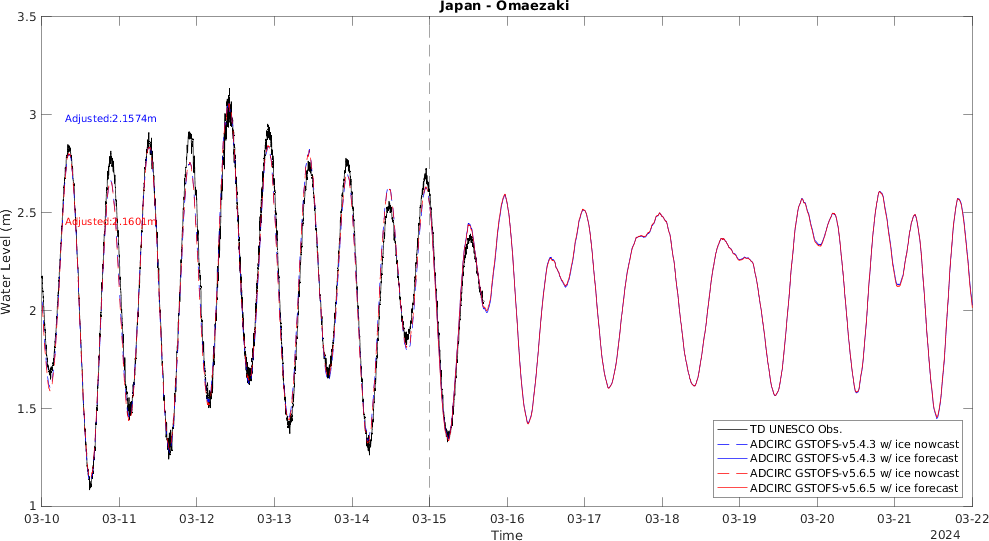 Japan - Omaezaki
3.5
3
2.5
2
1.5
1
Water Level (m)
Adjusted:2.1574m
Adjusted:2.1601m
TD UNESCO Obs.
ADCIRC GSTOFS-v5.4.3 w/ ice nowcast
ADCIRC GSTOFS-v5.4.3 w/ ice forecast
ADCIRC GSTOFS-v5.6.5 w/ ice nowcast
ADCIRC GSTOFS-v5.6.5 w/ ice forecast
03-10 03-11 03-12 03-13 03-14 03-15 03-16 03-17 03-18 03-19 03-20 03-21 03-22
Time
2024